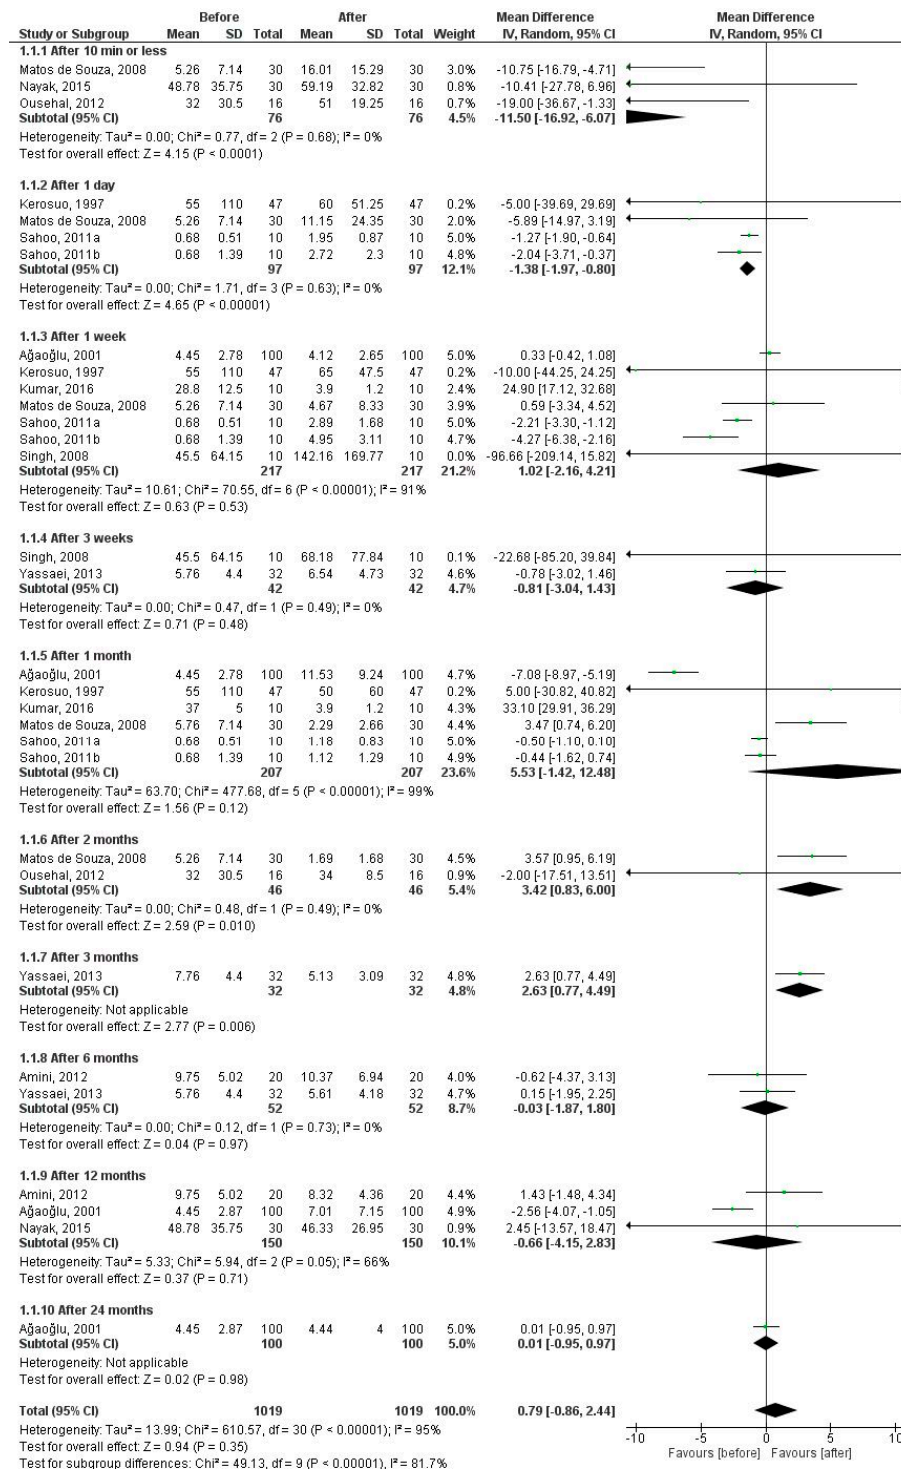 Before After Mean Difference Mean Difference
Study or Subgroup Mean SD Total Mean SD Total Weight IV, Random, 95% CI IV, Random, 95% CI
1.1.1 After 10 min or less
Matos de Souza, 2008 5.26 7.14 30 16.01 15.29 30 3.0% -10.75 [-16.79, -4.71]
Nayak, 2015 48.78 35.75 30 59.19 32.82 30 0.8% -10.41 [-27.78, 6.96]
Ousehal, 2012 32 30.5 16 51 19.25 16 0.7% -19.00 [-36.67, -1.33]
Subtotal (95% CI) 76 76 4.5% -11.50 [-16.92, -6.07]
Heterogeneity: Tau² = 0.00; Chi² = 0.77, df = 2 (P = 0.68); I² = 0%
Test for overall effect: Z = 4.15 (P < 0.0001)
1.1.2 After 1 day
Kerosuo, 1997 55 110 47 60 51.25 47 0.2% -5.00 [-39.69, 29.69]
Matos de Souza, 2008 5.26 7.14 30 11.15 24.35 30 2.0% -5.89 [-14.97, 3.19]
Sahoo, 2011a 0.68 0.51 10 1.95 0.87 10 5.0% -1.27 [-1.90, -0.64]
Sahoo, 2011b 0.68 1.39 10 2.72 2.3 10 4.9% -2.04 [-3.71, -0.37]
Subtotal (95% CI) 97 97 12.1% -1.38 [-1.97, -0.80]
Heterogeneity: Tau² = 0.00; Chi² = 1.71, df = 3 (P = 0.63); I² = 0%
Test for overall effect: Z = 4.65 (P < 0.00001)
1.1.3 After 1 week
Ağaoğlu, 2001 4.45 2.78 100 4.12 2.65 100 5.0% 0.33 [-0.42, 1.08]
Kerosuo, 1997 55 110 47 65 47.5 47 0.2% -10.00 [-44.25, 24.25]
Kumar, 2016 28.8 12.5 10 3.9 1.2 10 2.4% 24.90 [17.12, 32.68]
Matos de Souza, 2008 5.26 7.14 30 4.67 8.33 30 3.9% 0.59 [-3.34, 4.52]
Sahoo, 2011a 0.68 0.51 10 2.89 1.68 10 5.0% -2.21 [-3.30, -1.12]
Sahoo, 2011b 0.68 1.39 10 4.95 3.11 10 4.7% -4.27 [-6.38, -2.16]
Singh, 2008 45.5 64.15 10 142.16 169.77 10 0.0% -96.66 [-209.14, 15.82]
Subtotal (95% CI) 217 217 21.2% 1.02 [-2.16, 4.21]
Heterogeneity: Tau² = 10.61; Chi² = 70.55, df = 6 (P < 0.00001); I² = 91%
Test for overall effect: Z = 0.63 (P = 0.53)
1.1.4 After 3 weeks
Singh, 2008 45.5 64.15 10 68.18 77.84 10 0.1% -22.68 [-85.20, 39.84]
Yassaei, 2013 5.76 4.4 32 6.54 4.73 32 4.6% -0.78 [-3.02, 1.46]
Subtotal (95% CI) 42 42 4.7% -0.81 [-3.04, 1.43]
Heterogeneity: Tau² = 0.00; Chi² = 0.47, df = 1 (P = 0.49); I² = 0%
Test for overall effect: Z = 0.71 (P = 0.48)
1.1.5 After 1 month
Ağaoğlu, 2001 4.45 2.78 100 11.53 9.24 100 4.7% -7.08 [-8.97, -5.19]
Kerosuo, 1997 55 110 47 50 60 47 0.2% 5.00 [-30.82, 40.82]
Kumar, 2016 37 5 10 3.9 1.2 10 4.2% 33.10 [29.91, 36.29]
Matos de Souza, 2008 5.76 7.14 30 2.29 2.66 30 4.4% 3.47 [0.74, 6.20]
Sahoo, 2011a 0.68 0.51 10 1.18 0.83 10 5.0% -0.50 [-1.10, 0.10]
Sahoo, 2011b 0.68 1.39 10 1.12 1.29 10 5.0% -0.44 [-1.62, 0.74]
Subtotal (95% CI) 207 207 23.6% 5.53 [-1.42, 12.48]
Heterogeneity: Tau² = 63.70; Chi² = 477.68, df = 5 (P < 0.00001); I² = 99%
Test for overall effect: Z = 1.56 (P = 0.12)
1.1.6 After 2 months
Matos de Souza, 2008 5.26 7.14 30 1.69 1.68 30 4.5% 3.57 [0.95, 6.19]
Ousehal, 2012 32 30.5 16 34 8.5 16 0.9% -2.00 [-17.51, 13.51]
Subtotal (95% CI) 46 46 5.4% 3.42 [0.83, 6.00]
Heterogeneity: Tau² = 0.00; Chi² = 0.48, df = 1 (P = 0.49); I² = 0%
Test for overall effect: Z = 2.59 (P = 0.010)
1.1.7 After 3 months
Yassaei, 2013 7.76 4.4 32 5.13 3.09 32 4.8% 2.63 [0.77, 4.49]
Subtotal (95% CI) 32 32 4.8% 2.63 [0.77, 4.49]
Heterogeneity: Not applicable
Test for overall effect: Z = 2.77 (P = 0.006)
1.1.8 After 6 months
Amini, 2012 9.75 5.02 20 10.37 6.94 20 4.0% -0.62 [-4.37, 3.13]
Yassaei, 2013 5.76 4.4 32 5.61 4.18 32 4.7% 0.15 [-1.95, 2.25]
Subtotal (95% CI) 52 52 8.7% -0.03 [-1.87, 1.80]
Heterogeneity: Tau² = 0.00; Chi² = 0.12, df = 1 (P = 0.73); I² = 0%
Test for overall effect: Z = 0.04 (P = 0.97)
1.1.9 After 12 months
Amini, 2012 9.75 5.02 20 8.32 4.36 20 4.4% 1.43 [-1.48, 4.34]
Ağaoğlu, 2001 4.45 2.87 100 7.01 7.15 100 4.9% -2.56 [-4.07, -1.05]
Nayak, 2015 48.78 35.75 30 46.33 26.95 30 0.9% 2.45 [-13.57, 18.47]
Subtotal (95% CI) 150 150 10.1% -0.66 [-4.15, 2.83]
Heterogeneity: Tau² = 5.33; Chi² = 5.94, df = 2 (P = 0.05); I² = 66%
Test for overall effect: Z = 0.37 (P = 0.71)
1.1.10 After 24 months
Ağaoğlu, 2001 4.45 2.87 100 4.44 4 100 5.0% 0.01 [-0.95, 0.97]
Subtotal (95% CI) 100 100 5.0% 0.01 [-0.95, 0.97]
Heterogeneity: Not applicable
Test for overall effect: Z = 0.02 (P = 0.98)
Total (95% CI) 1019 1019 100.0% 0.79 [-0.86, 2.44]
Heterogeneity: Tau² = 13.99; Chi² = 610.57, df = 30 (P < 0.00001); I² = 95%
Test for overall effect: Z = 0.94 (P = 0.35)
Test for subgroup differences: Chi² = 49.13, df = 9 (P < 0.00001), I² = 81.7%
-10 -5 0 5 10
Favours [before] Favours [after]